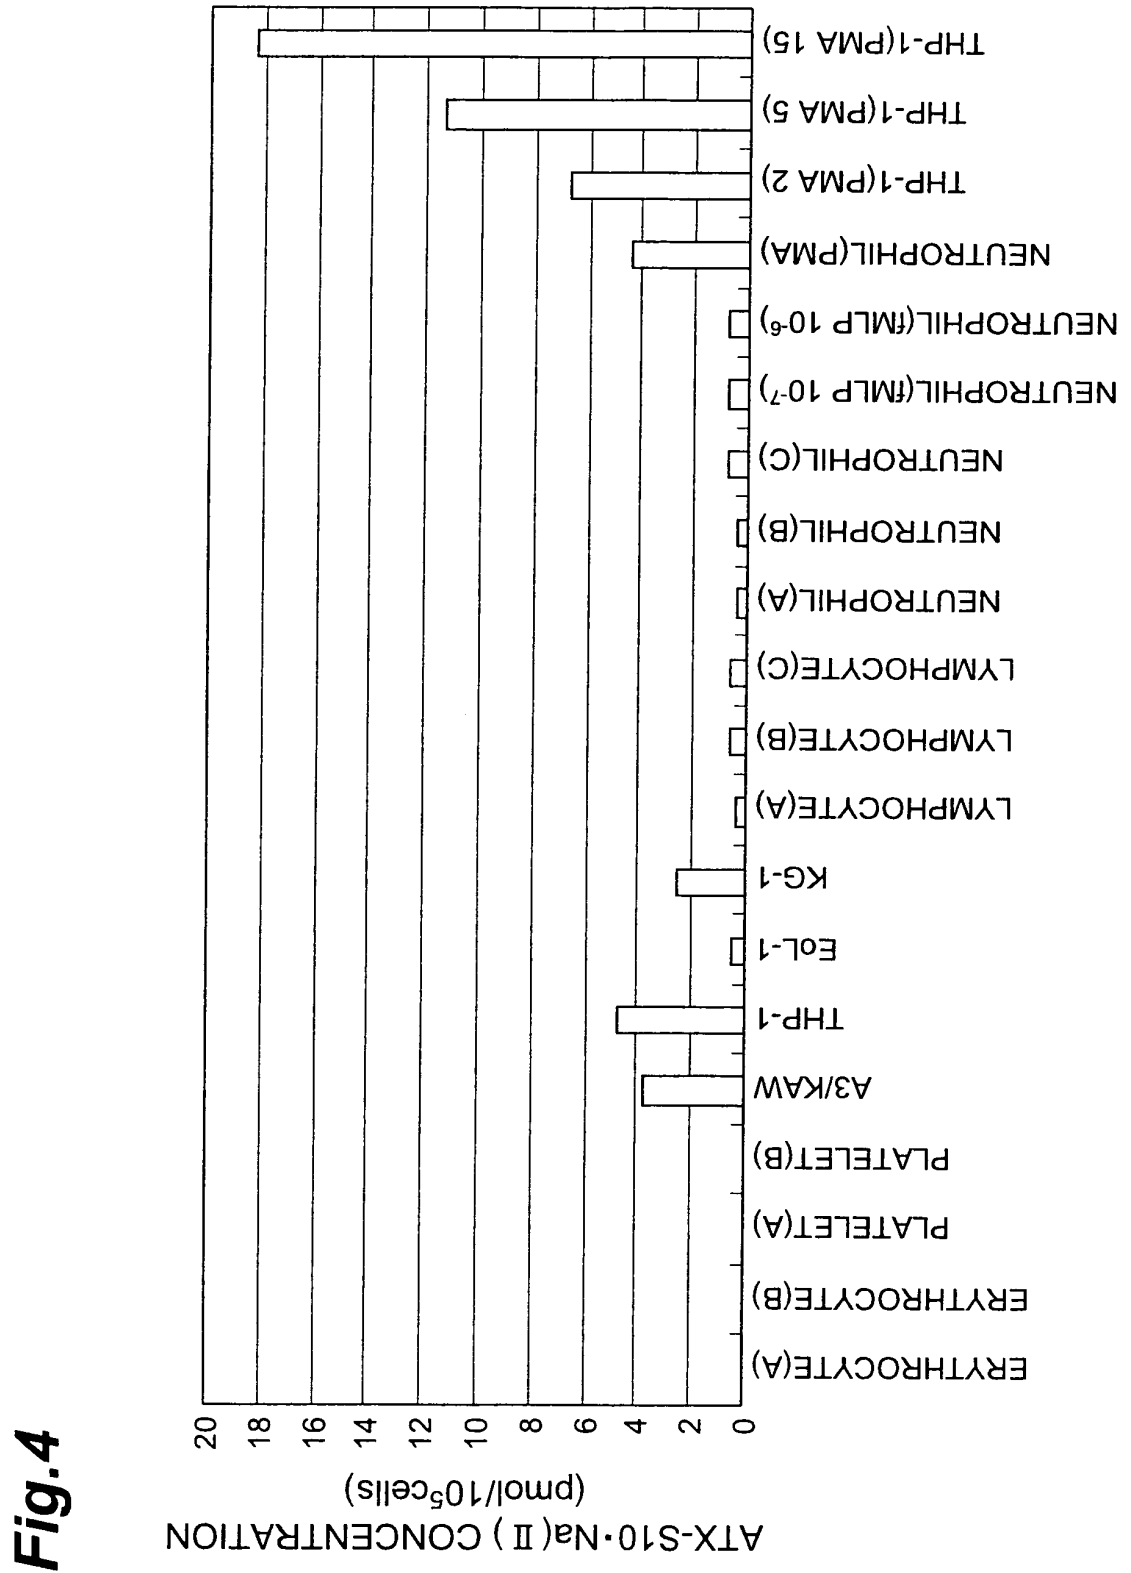 Fig.4
ATX-S10・Na(Ⅱ) CONCENTRATION
(pmol/10⁵cells)
20
18
16
14
12
10
8
6
4
2
0
ERYTHROCYTE(A)
ERYTHROCYTE(B)
PLATELET(A)
PLATELET(B)
A3/KAW
THP-1
EoL-1
KG-1
LYMPHOCYTE(A)
LYMPHOCYTE(B)
LYMPHOCYTE(C)
NEUTROPHIL(A)
NEUTROPHIL(B)
NEUTROPHIL(C)
NEUTROPHIL(fMLP 10⁻⁷)
NEUTROPHIL(fMLP 10⁻⁶)
NEUTROPHIL(PMA)
THP-1(PMA 2)
THP-1(PMA 5)
THP-1(PMA 15)